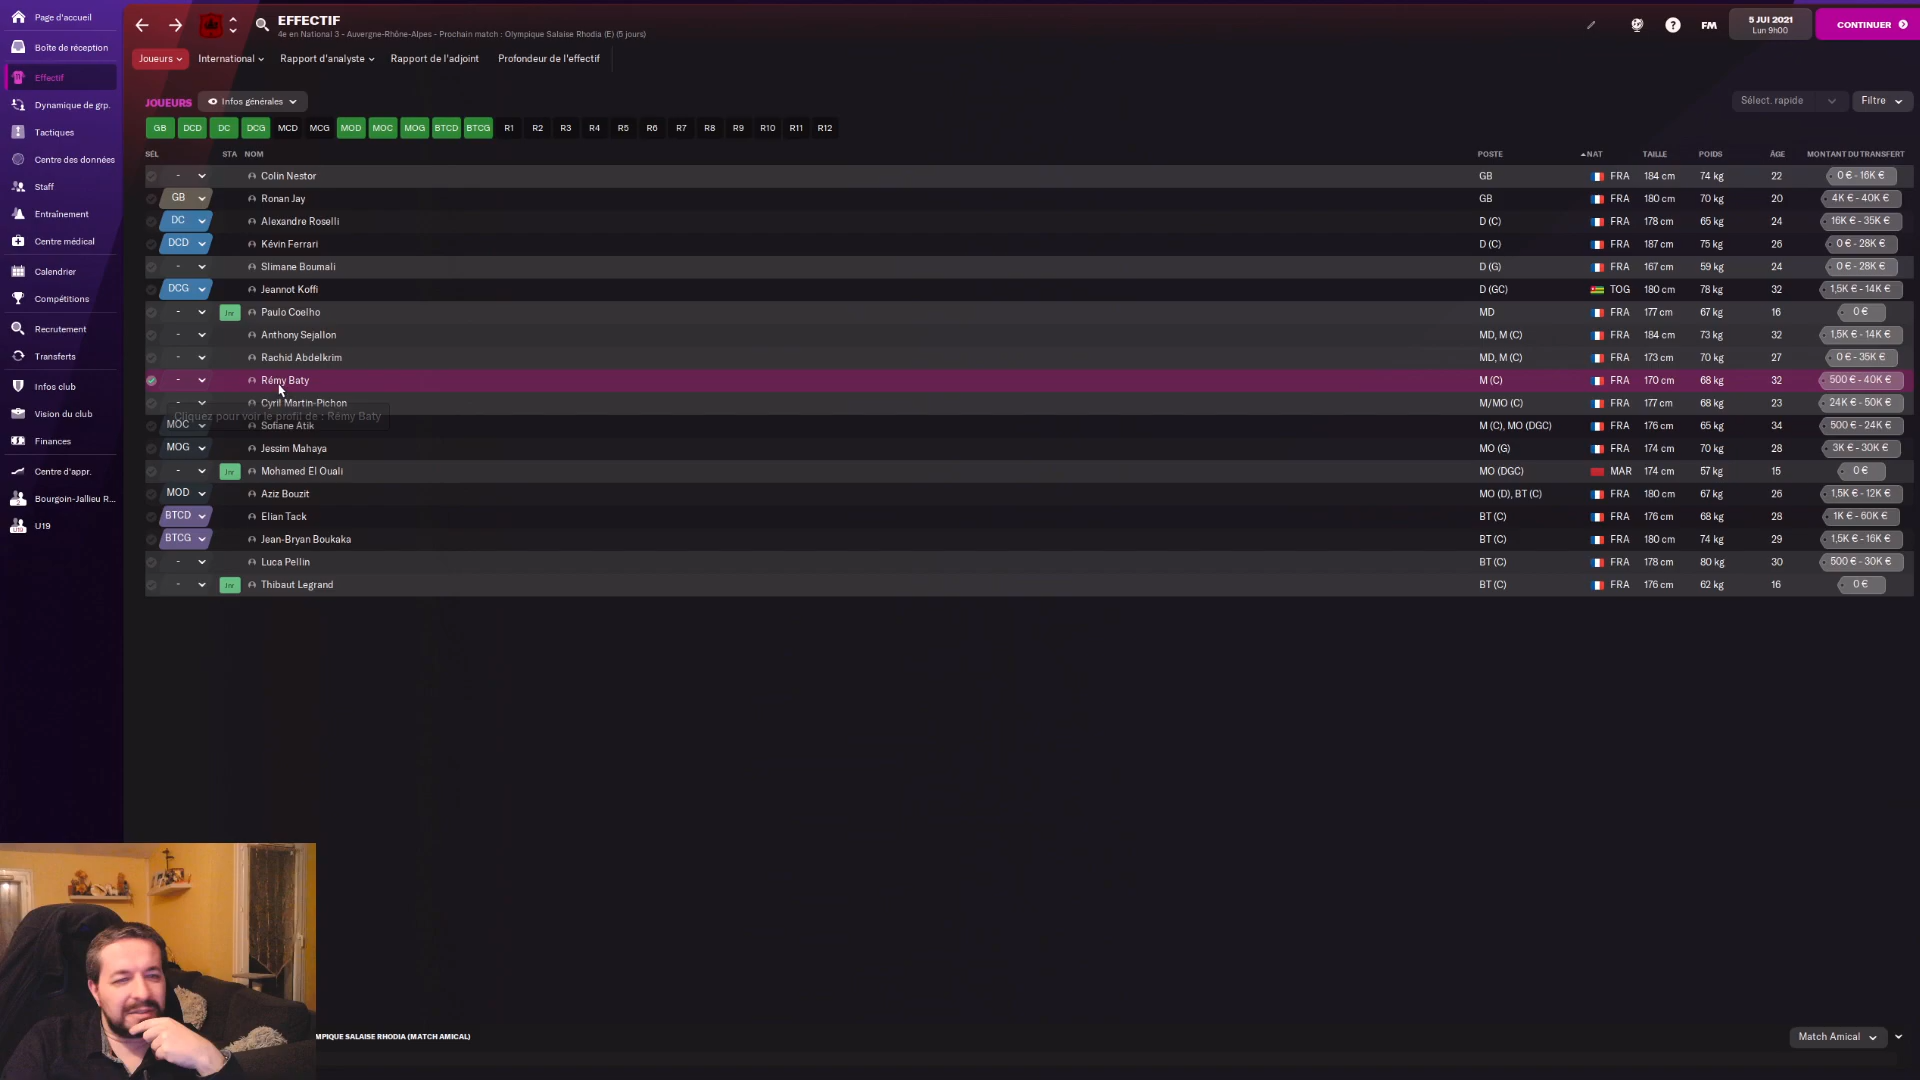 Page d'accueil
Boîte de réception
Effectif
Dynamique de grp.
Tactiques
Centre des données
Staff
Entraînement
Centre médical
Calendrier
Compétitions
Recrutement
Transferts
Infos club
Vision du club
Finances
Centre d'appr.
Bourgoin-Jallieu R...
U19
EFFECTIF
4e en National 3 - Auvergne-Rhône-Alpes - Prochain match : Olympique Salaise Rhodia (E) (5 jours)
FM
5 JUI 2021
Lun 9h00
CONTINUER
Joueurs International Rapport d'analyste Rapport de l'adjoint Profondeur de l'effectif
JOUEURS Infos générales Sélect. rapide Filtre
GB DCD DC DCG MCD MCG MOD MOC MOG BTCD BTCG R1 R2 R3 R4 R5 R6 R7 R8 R9 R10 R11 R12
SÉL STA NOM POSTE NAT TAILLE POIDS ÂGE MONTANT DU TRANSFERT
- Colin Nestor GB FRA 184 cm 74 kg 22 0 € - 16K €
GB Ronan Jay GB FRA 180 cm 70 kg 20 4K € - 40K €
DC Alexandre Roselli D (C) FRA 178 cm 65 kg 24 16K € - 35K €
DCD Kévin Ferrari D (C) FRA 187 cm 75 kg 26 0 € - 28K €
- Slimane Boumali D (G) FRA 167 cm 59 kg 24 0 € - 28K €
DCG Jeannot Koffi D (GC) TOG 180 cm 78 kg 32 1,5K € - 14K €
- Jnr Paulo Coelho MD FRA 177 cm 67 kg 16 0 €
- Anthony Sejallon MD, M (C) FRA 184 cm 73 kg 32 1,5K € - 14K €
- Rachid Abdelkrim MD, M (C) FRA 173 cm 70 kg 27 0 € - 35K €
- Rémy Baty M (C) FRA 170 cm 68 kg 32 500 € - 40K €
- Cyril Martin-Pichon M/MO (C) FRA 177 cm 68 kg 23 24K € - 50K €
Cliquez pour voir le profil de : Rémy Baty
MOC Sofiane Atik M (C), MO (DGC) FRA 176 cm 65 kg 34 500 € - 24K €
MOG Jessim Mahaya MO (G) FRA 174 cm 70 kg 28 3K € - 30K €
- Jnr Mohamed El Ouali MO (DGC) MAR 174 cm 57 kg 15 0 €
MOD Aziz Bouzit MO (D), BT (C) FRA 180 cm 67 kg 26 1,5K € - 12K €
BTCD Elian Tack BT (C) FRA 176 cm 68 kg 28 1K € - 60K €
BTCG Jean-Bryan Boukaka BT (C) FRA 180 cm 74 kg 29 1,5K € - 16K €
- Luca Pellin BT (C) FRA 178 cm 80 kg 30 500 € - 30K €
- Jnr Thibaut Legrand BT (C) FRA 176 cm 62 kg 16 0 €
MPIQUE SALAISE RHODIA (MATCH AMICAL)
Match Amical